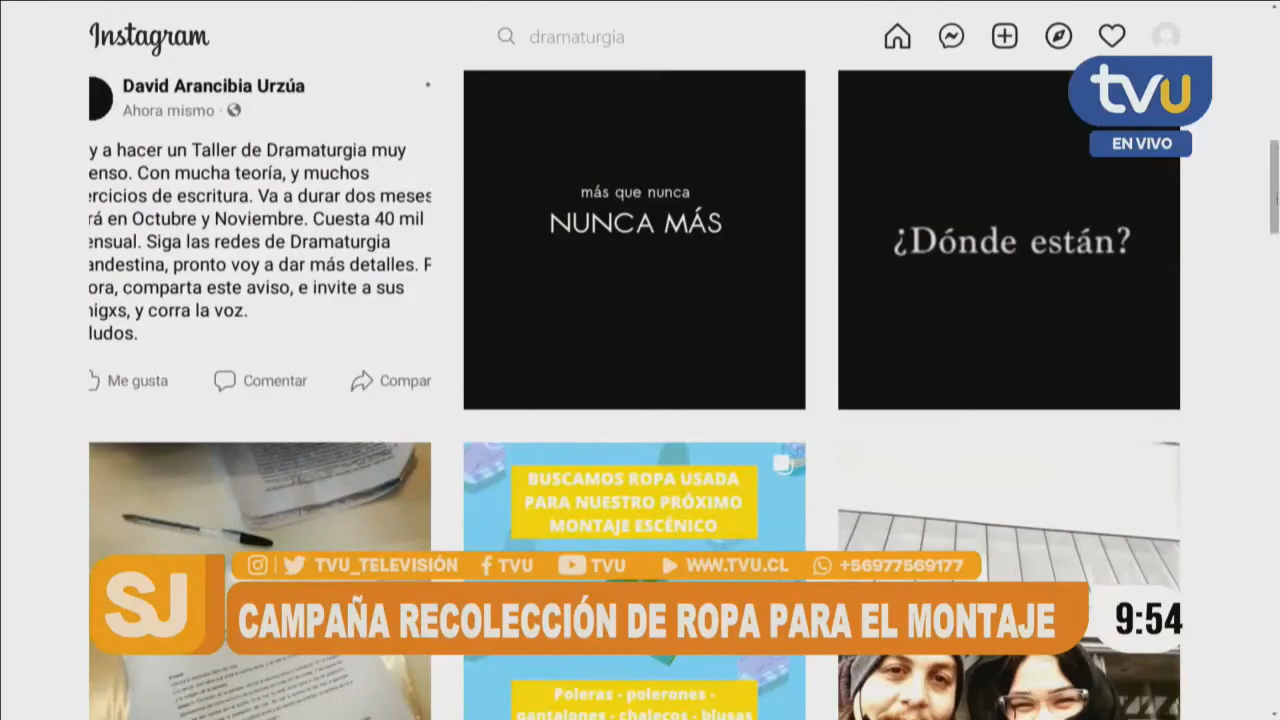 Instagram
dramaturgia
tvu
EN VIVO
David Arancibia Urzúa
Ahora mismo ·
y a hacer un Taller de Dramaturgia muy
enso. Con mucha teoría, y muchos
ercicios de escritura. Va a durar dos meses
rá en Octubre y Noviembre. Cuesta 40 mil
ensual. Siga las redes de Dramaturgia
andestina, pronto voy a dar más detalles. P
ora, comparta este aviso, e invite a sus
nigxs, y corra la voz.
ludos.
Me gusta
Comentar
Compar
más que nunca
NUNCA MÁS
¿Dónde están?
BUSCAMOS ROPA USADA
PARA NUESTRO PRÓXIMO
MONTAJE ESCÉNICO
TVU_TELEVISIÓN
TVU
TVU
WWW.TVU.CL
+56977569177
SJ
CAMPAÑA RECOLECCIÓN DE ROPA PARA EL MONTAJE
9:54
Poleras - polerones -
pantalones - chalecos - blusas